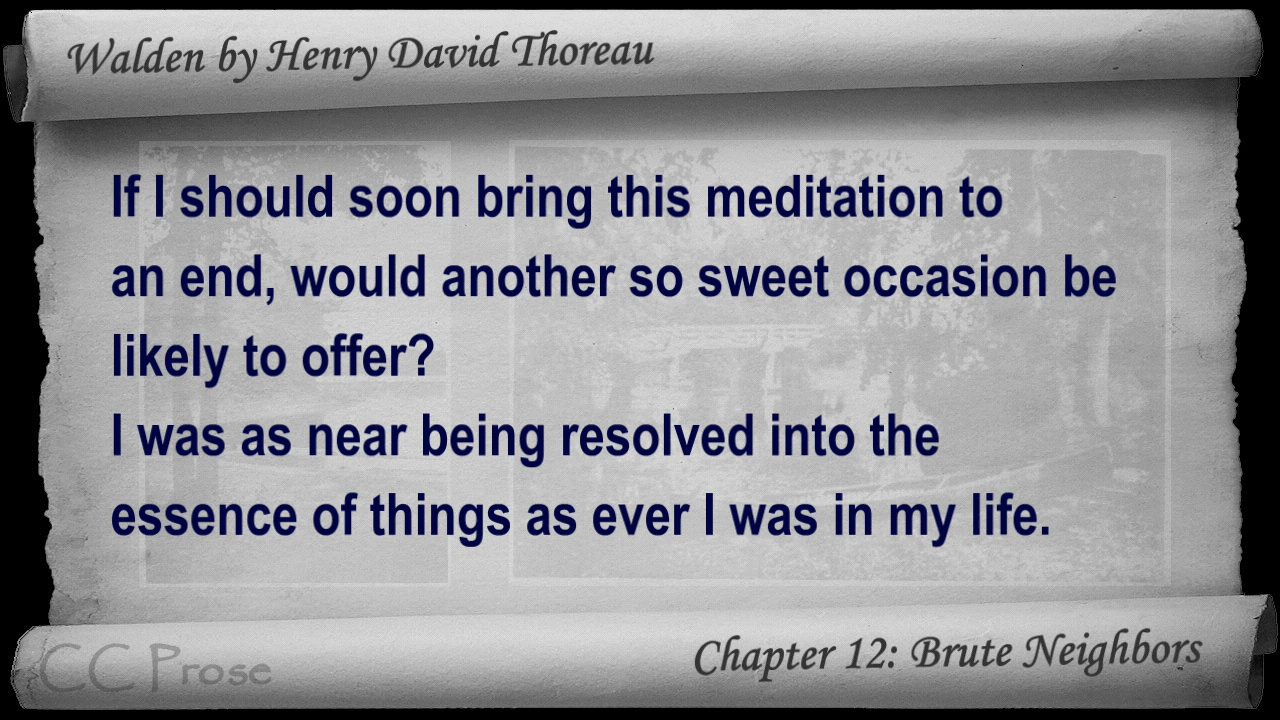 Walden by Henry David Thoreau
If I should soon bring this meditation to
an end, would another so sweet occasion be
likely to offer?
I was as near being resolved into the
essence of things as ever I was in my life.
CC Prose
Chapter 12: Brute Neighbors